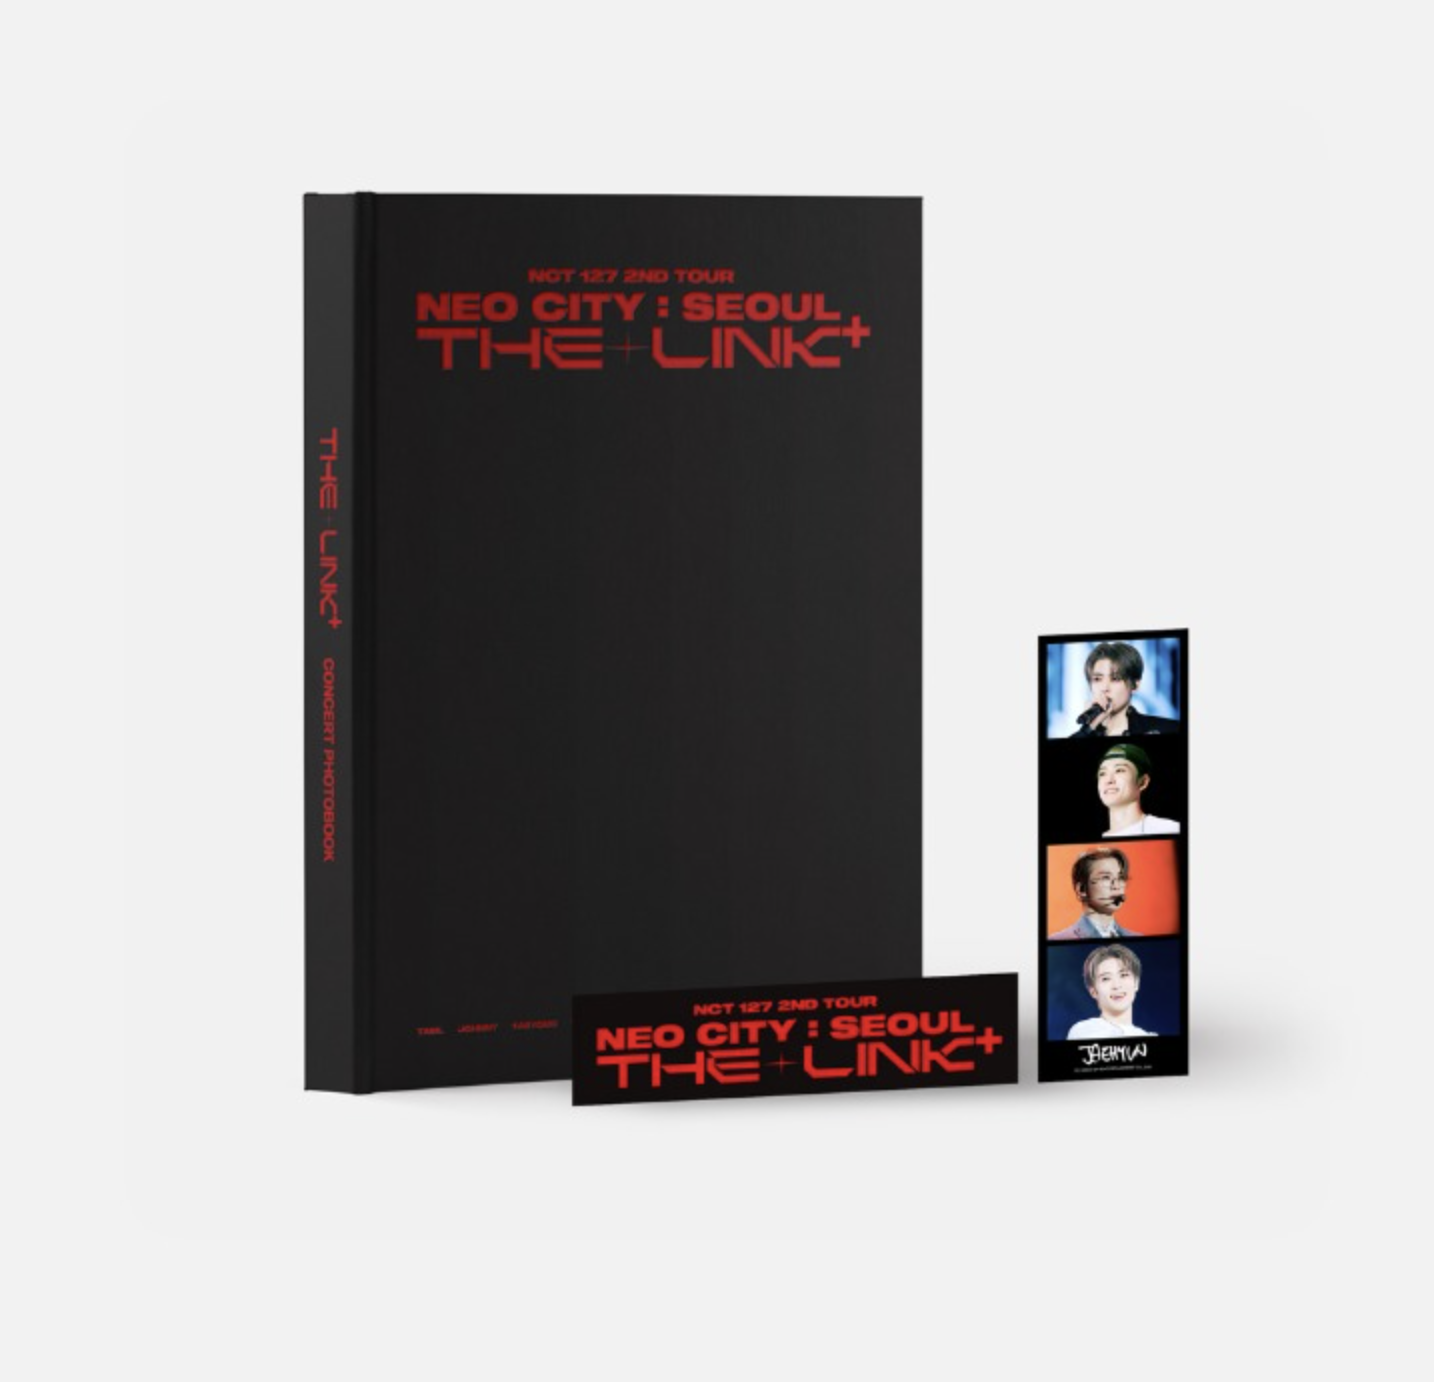 NCT 127 2ND TOUR
NEO CITY : SEOUL
THE LINK+
THE LINK+ CONCERT PHOTOBOOK
TAEIL JOHNNY TAEYONG
NCT 127 2ND TOUR
NEO CITY : SEOUL
THE LINK+
JAEHYUN